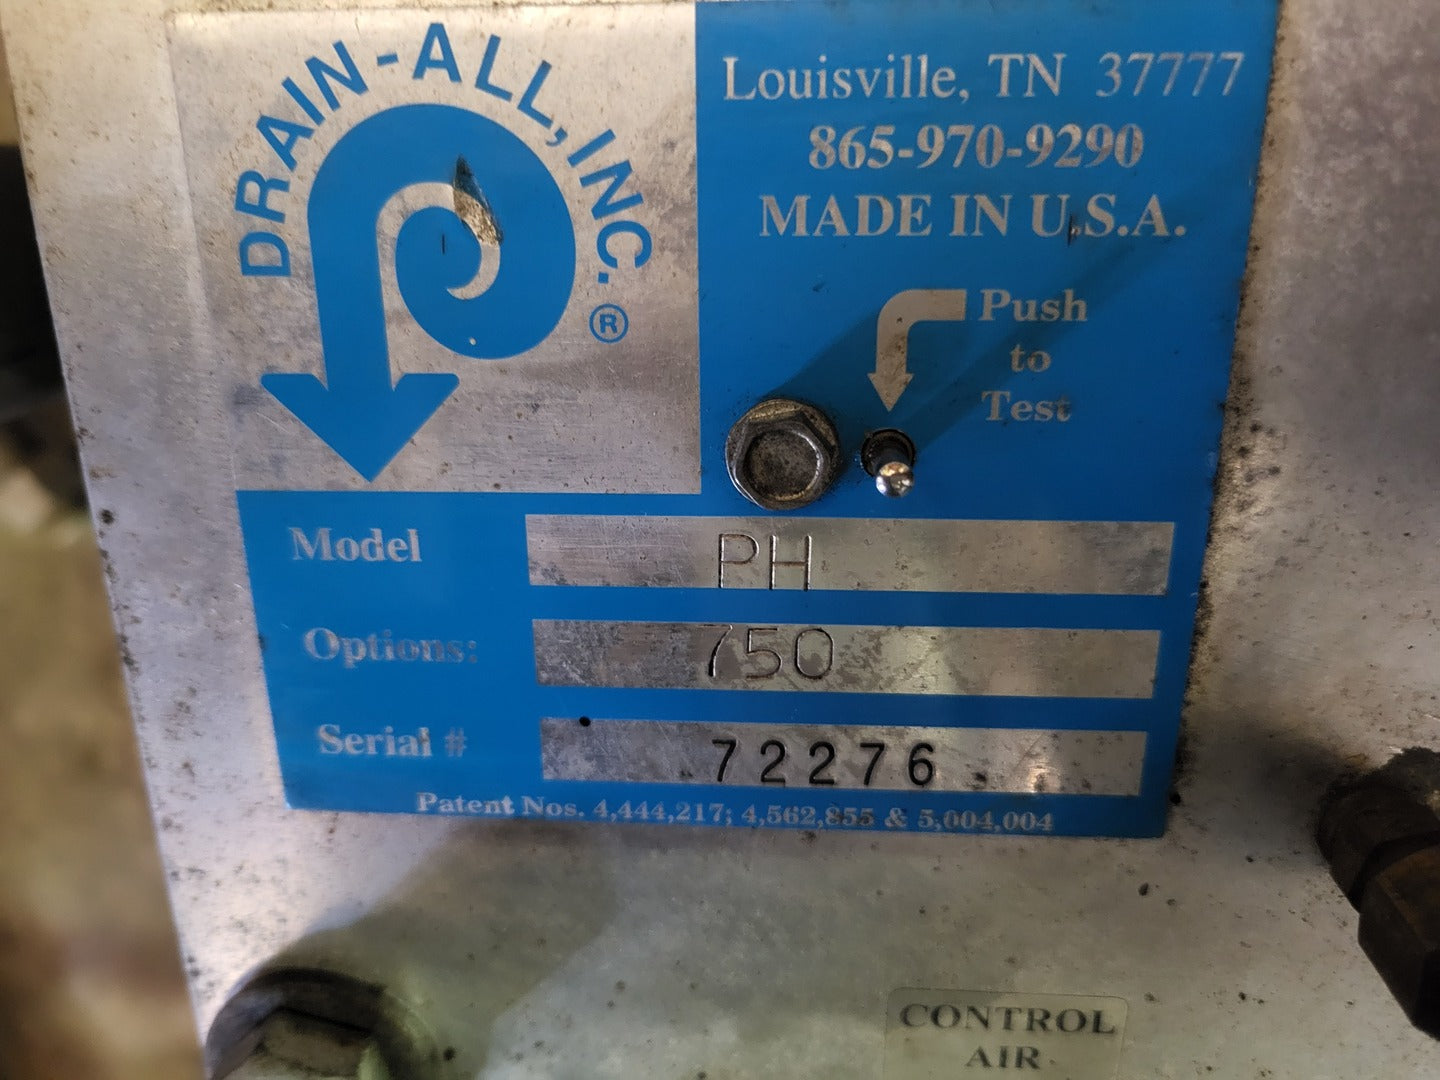 DRAIN-ALL, INC.®
Louisville, TN 37777
865-970-9290
MADE IN U.S.A.
Push
to
Test
Model PH
Options: 750
Serial # 72276
Patent Nos. 4,444,217; 4,562,855 & 5,004,004
CONTROL
AIR